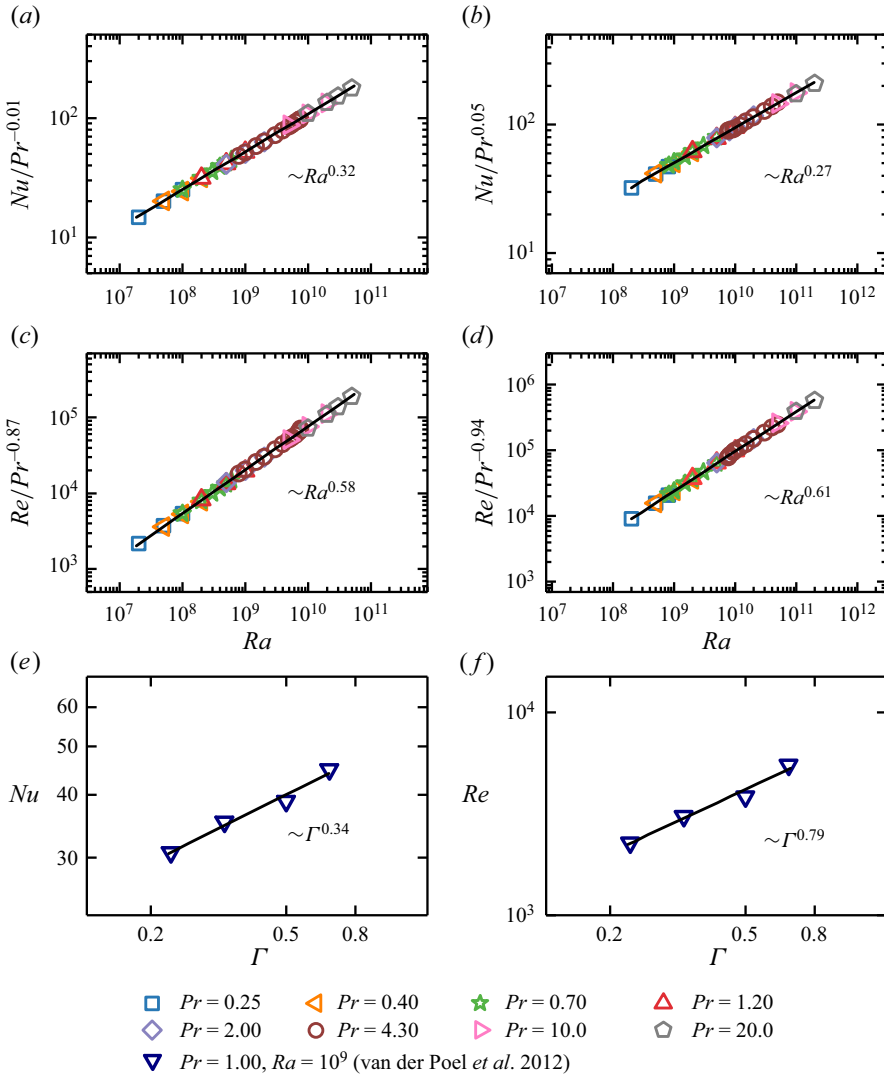 (a)
(b)
Nu/Pr^−0.01
10^2
10^1
~Ra^0.32
10^7 10^8 10^9 10^10 10^11
Nu/Pr^0.05
10^2
10^1
~Ra^0.27
10^7 10^8 10^9 10^10 10^11 10^12
(c)
(d)
Re/Pr^−0.87
10^5
10^4
10^3
~Ra^0.58
10^7 10^8 10^9 10^10 10^11
Ra
Re/Pr^−0.94
10^6
10^5
10^4
10^3
~Ra^0.61
10^7 10^8 10^9 10^10 10^11 10^12
Ra
(e)
(f)
Nu
60
50
40
30
~Γ^0.34
0.2 0.5 0.8
Γ
Re
10^4
10^3
~Γ^0.79
0.2 0.5 0.8
Γ
Pr = 0.25 Pr = 0.40 Pr = 0.70 Pr = 1.20
Pr = 2.00 Pr = 4.30 Pr = 10.0 Pr = 20.0
Pr = 1.00, Ra = 10^9 (van der Poel et al. 2012)